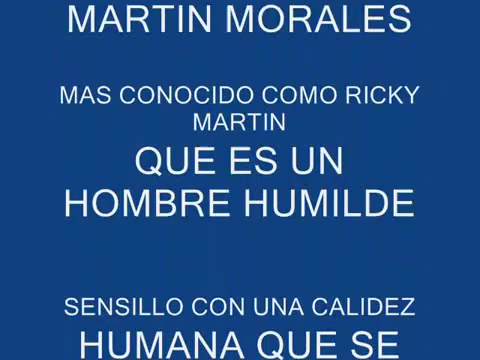 MARTIN MORALES
MAS CONOCIDO COMO RICKY
MARTIN
QUE ES UN
HOMBRE HUMILDE
SENSILLO CON UNA CALIDEZ
HUMANA QUE SE